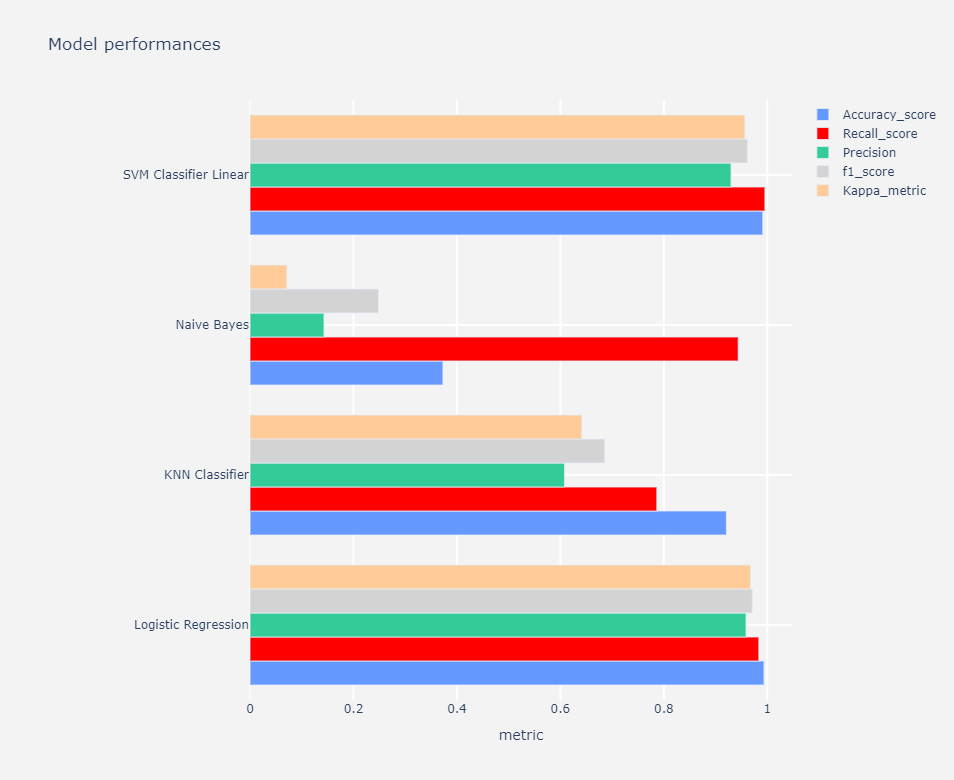 Model performances
Accuracy_score
Recall_score
Precision
f1_score
Kappa_metric
SVM Classifier Linear
Naive Bayes
KNN Classifier
Logistic Regression
0 0.2 0.4 0.6 0.8 1
metric